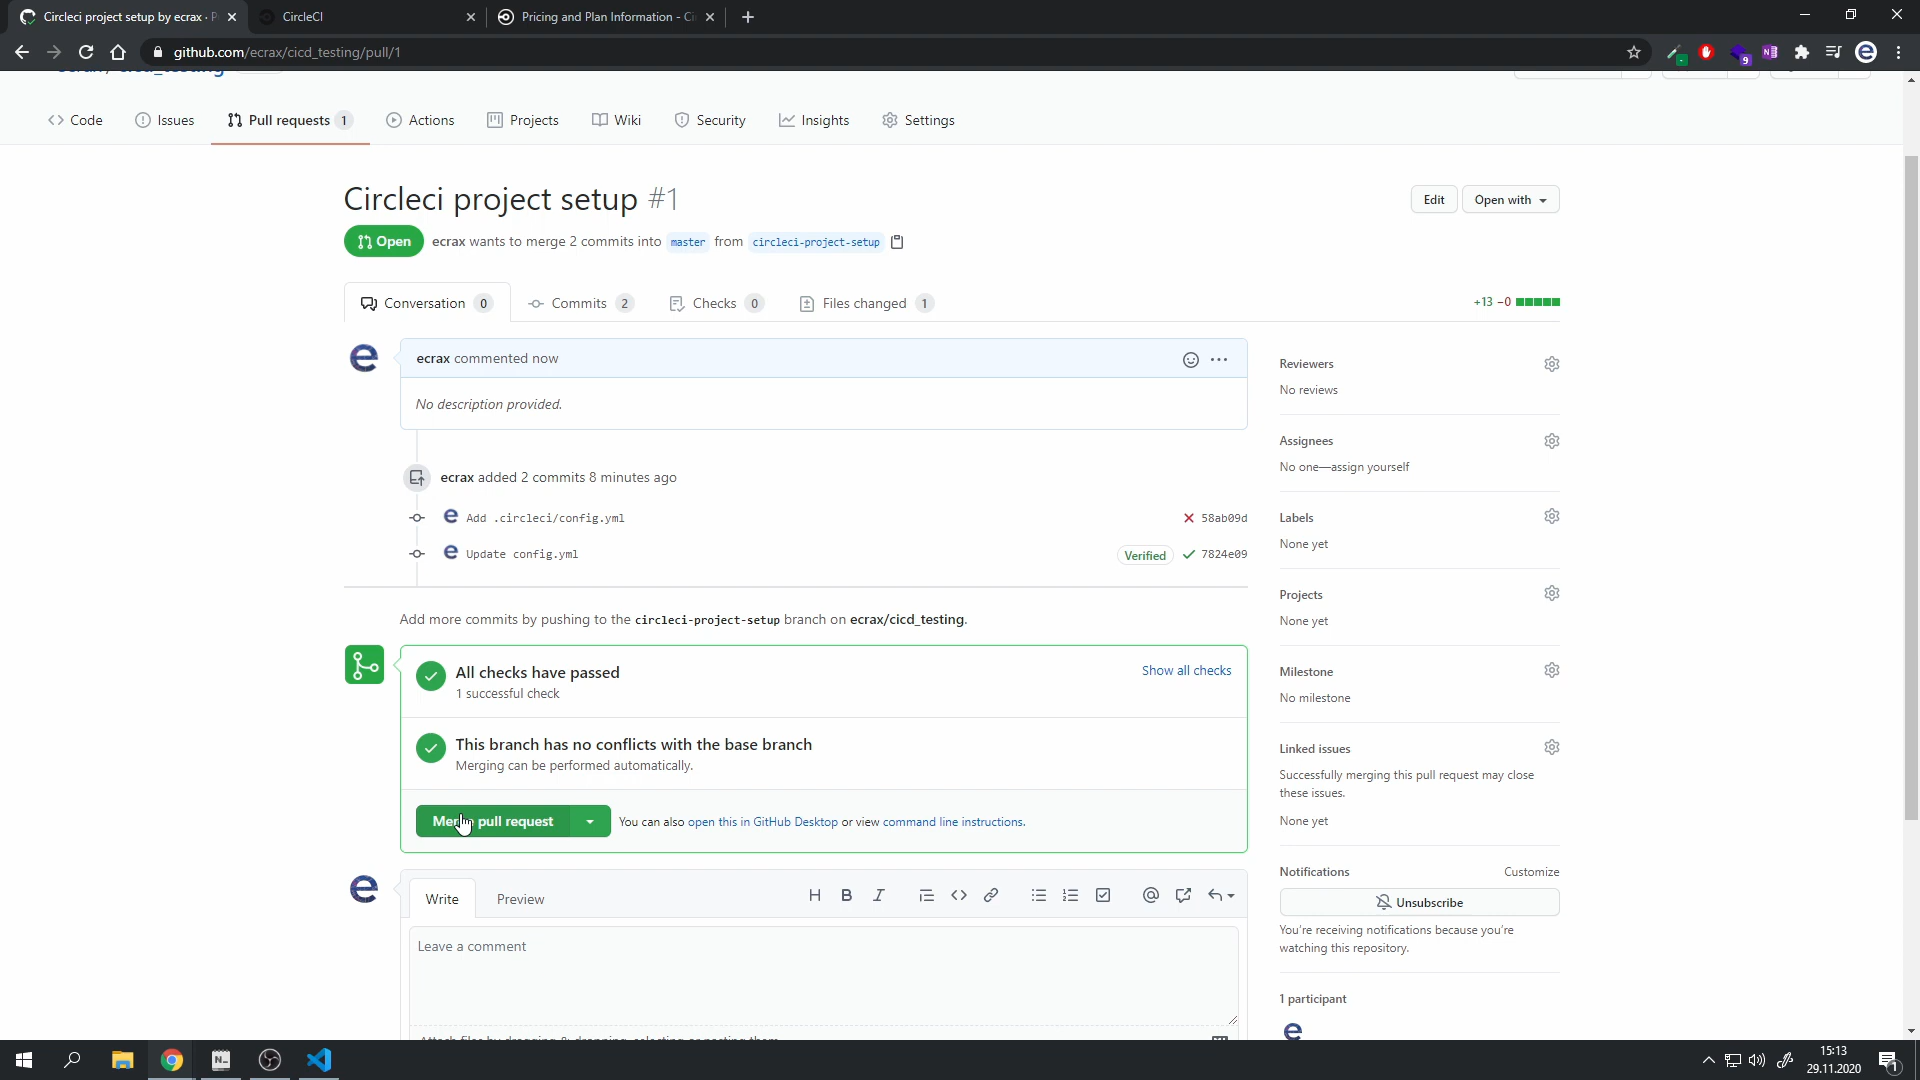 Circleci project setup by ecrax · P
CircleCI
Pricing and Plan Information - Ci
github.com/ecrax/cicd_testing/pull/1
9
Code
Issues
Pull requests 1
Actions
Projects
Wiki
Security
Insights
Settings
Circleci project setup #1
Edit
Open with
Open
ecrax wants to merge 2 commits into master from circleci-project-setup
Conversation 0
Commits 2
Checks 0
Files changed 1
+13 −0
ecrax commented now
No description provided.
ecrax added 2 commits 8 minutes ago
Add .circleci/config.yml
58ab09d
Update config.yml
Verified
7824e09
Add more commits by pushing to the circleci-project-setup branch on ecrax/cicd_testing.
All checks have passed
Show all checks
1 successful check
This branch has no conflicts with the base branch
Merging can be performed automatically.
Merge pull request
You can also open this in GitHub Desktop or view command line instructions.
Write
Preview
Leave a comment
Reviewers
No reviews
Assignees
No one—assign yourself
Labels
None yet
Projects
None yet
Milestone
No milestone
Linked issues
Successfully merging this pull request may close
these issues.
None yet
Notifications
Customize
Unsubscribe
You're receiving notifications because you're
watching this repository.
1 participant
15:13
29.11.2020
1